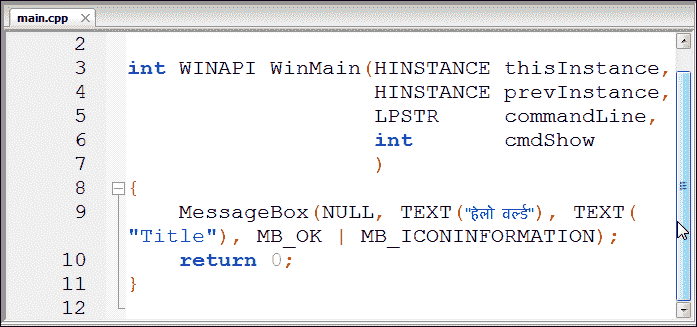 main.cpp
2
3 int WINAPI WinMain(HINSTANCE thisInstance,
4 HINSTANCE prevInstance,
5 LPSTR commandLine,
6 int cmdShow
7 )
8 {
9 MessageBox(NULL, TEXT("हेलो वर्ल्ड"), TEXT(
"Title"), MB_OK | MB_ICONINFORMATION);
10 return 0;
11 }
12